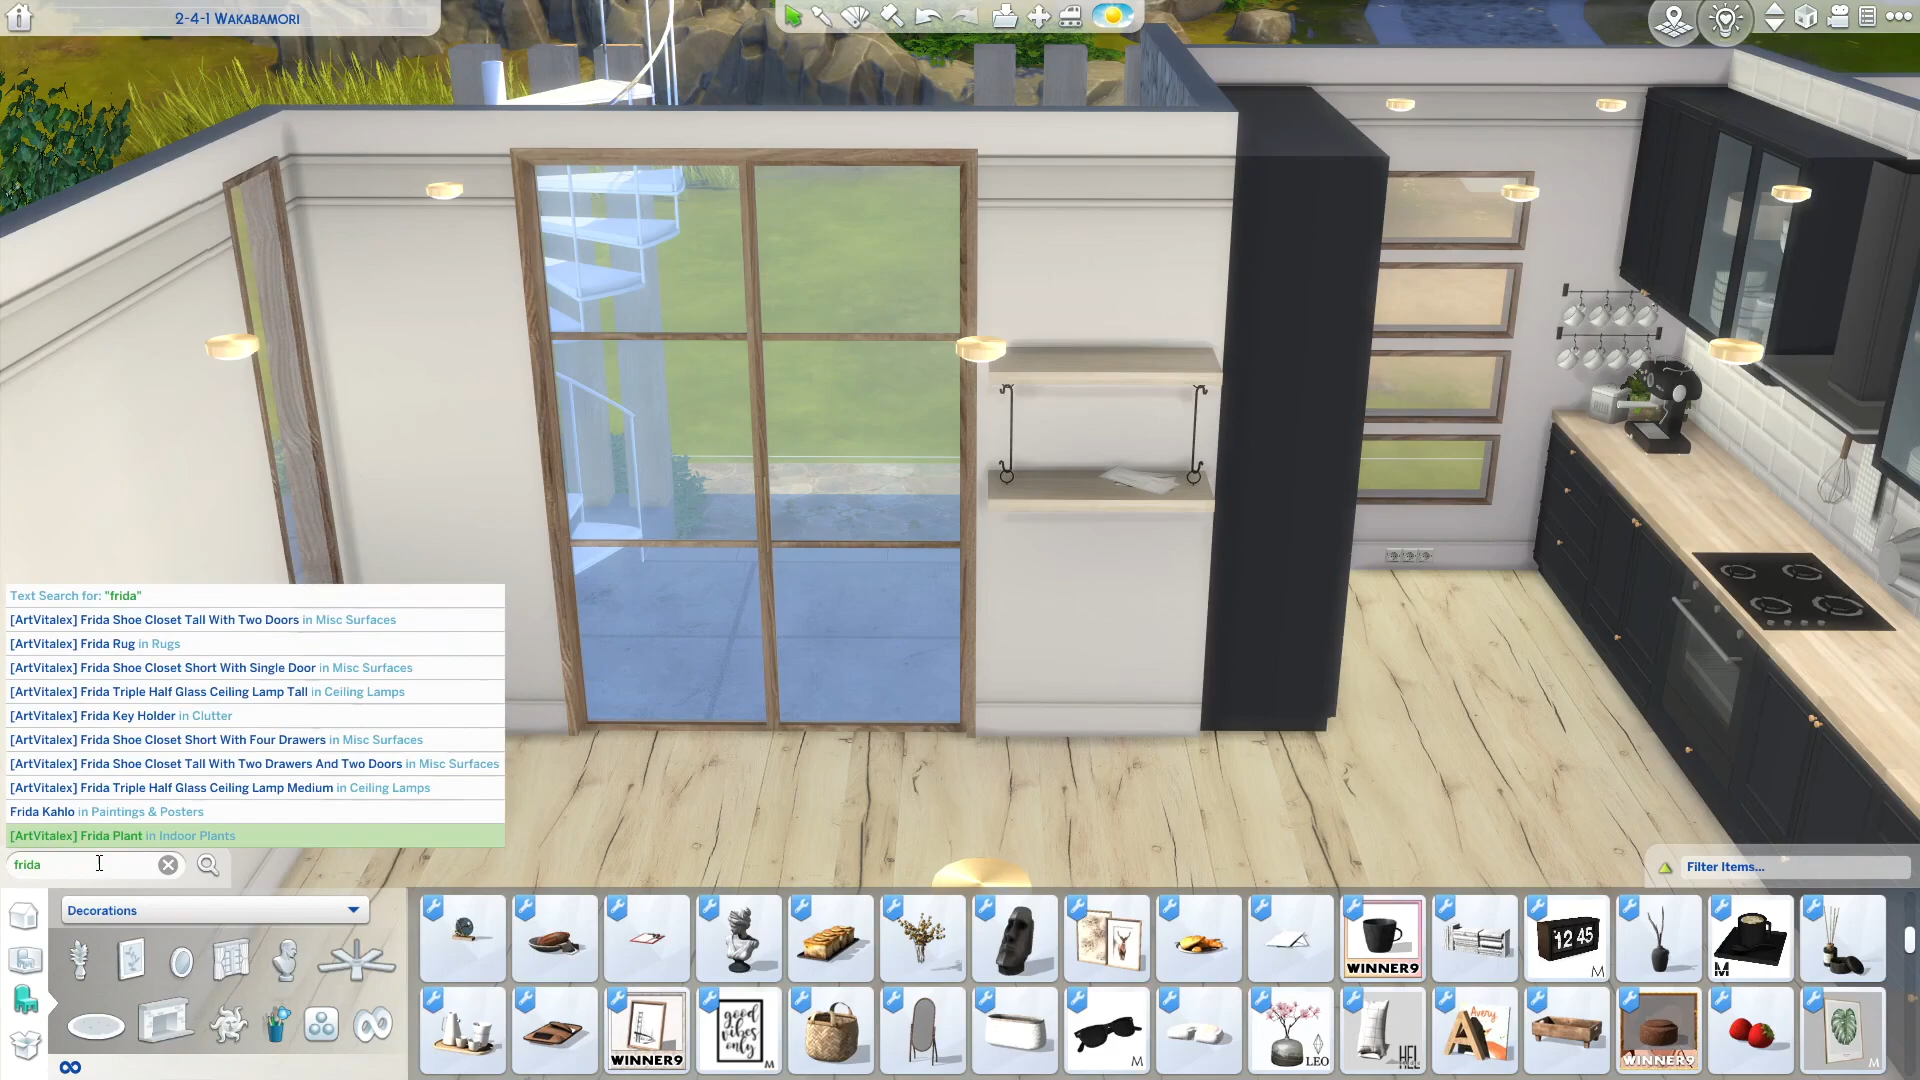 2-4-1 WAKABAMORI
Text Search for: "frida"
[ArtVitalex] Frida Shoe Closet Tall With Two Doors in Misc Surfaces
[ArtVitalex] Frida Rug in Rugs
[ArtVitalex] Frida Shoe Closet Short With Single Door in Misc Surfaces
[ArtVitalex] Frida Triple Half Glass Ceiling Lamp Tall in Ceiling Lamps
[ArtVitalex] Frida Key Holder in Clutter
[ArtVitalex] Frida Shoe Closet Short With Four Drawers in Misc Surfaces
[ArtVitalex] Frida Shoe Closet Tall With Two Drawers And Two Doors in Misc Surfaces
[ArtVitalex] Frida Triple Half Glass Ceiling Lamp Medium in Ceiling Lamps
Frida Kahlo in Paintings & Posters
[ArtVitalex] Frida Plant in Indoor Plants
frida
Filter Items...
Decorations
WINNER9
12 45
M
M
WINNER9
good vibes only
M
M
LEO
HEL
Avery
A
WINNER9
M